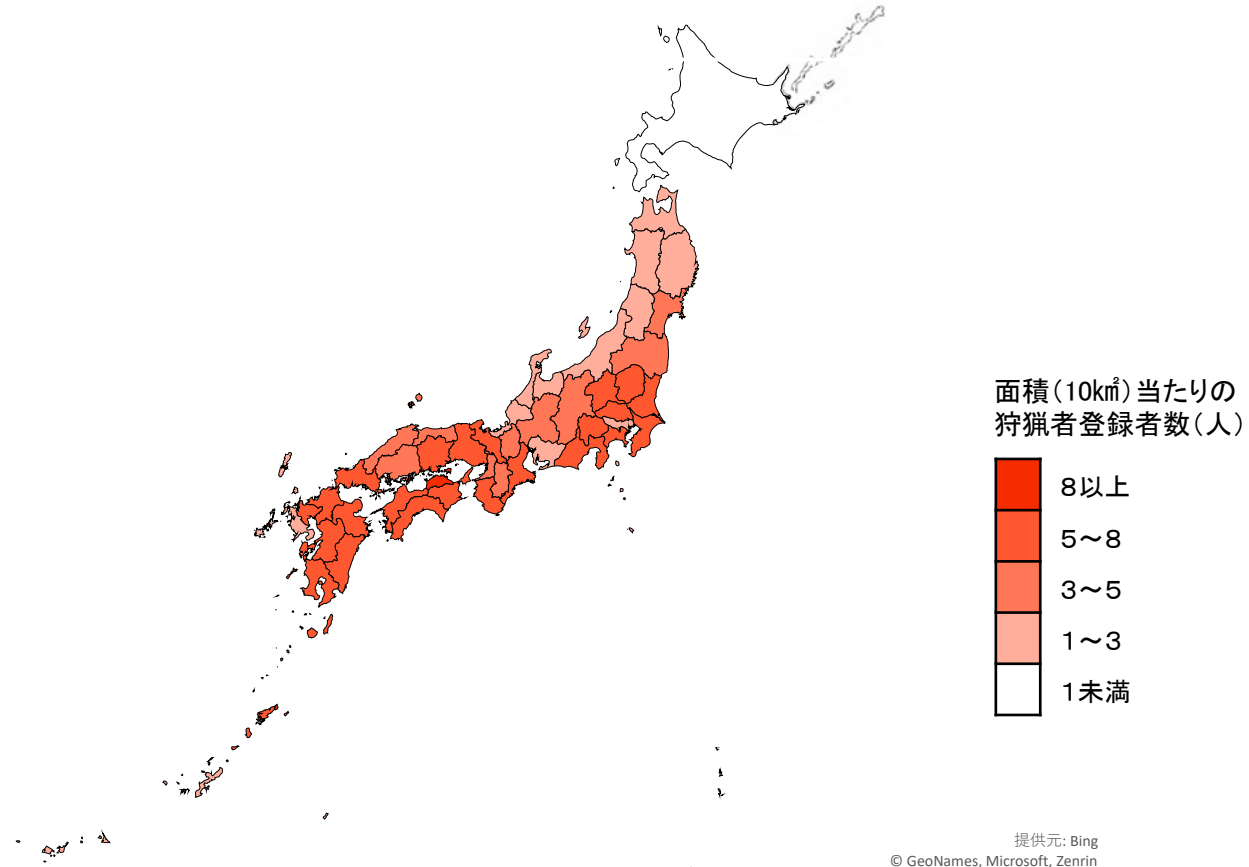 面積(10㎢)当たりの
狩猟者登録者数(人)
8以上
5~8
3~5
1~3
1未満
提供元: Bing
© GeoNames, Microsoft, Zenrin